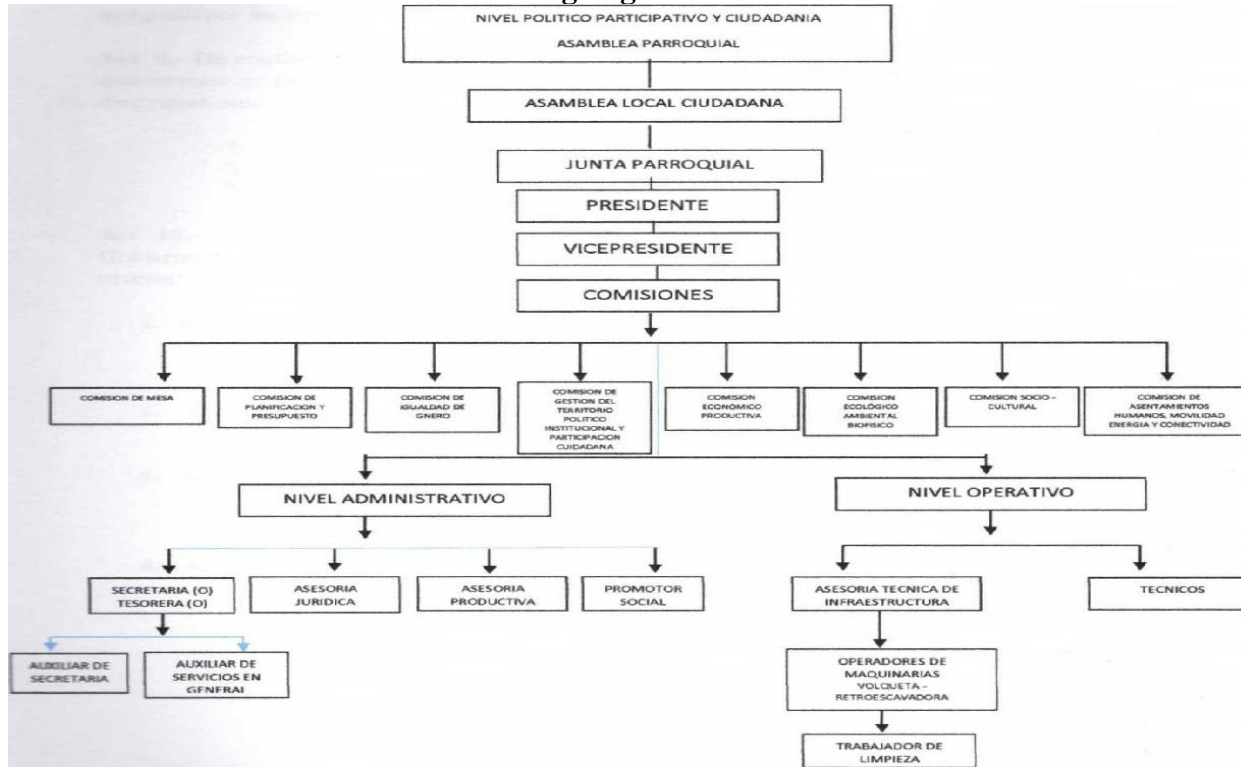 NIVEL POLITICO PARTICIPATIVO Y CIUDADANIA
ASAMBLEA PARROQUIAL
ASAMBLEA LOCAL CIUDADANA
JUNTA PARROQUIAL
PRESIDENTE
VICEPRESIDENTE
COMISIONES
COMISION DE MESA
COMISION DE
PLANIFICACION Y
PRESUPUESTO
COMISION DE
IGUALDAD DE
GNERO
COMISION DE
GESTION DEL
TERRITORIO
POLITICO
INSTITUCIONAL Y
PARTICIPACION
CUIDADANA
COMISION
ECONÓMICO
PRODUCTIVA
COMISION
ECOLÓGICO
AMBIENTAL
BIOFISICO
COMISION SOCIO -
CULTURAL
COMISION DE
ASENTAMIENTOS
HUMANOS, MOVILIDAD
ENERGIA Y CONECTIVIDAD
NIVEL ADMINISTRATIVO
NIVEL OPERATIVO
SECRETARIA (O)
TESORERA (O)
ASESORIA
JURIDICA
ASESORIA
PRODUCTIVA
PROMOTOR
SOCIAL
ASESORIA TECNICA DE
INFRAESTRUCTURA
TECNICOS
AUXILIAR DE
SECRETARIA
AUXILIAR DE
SERVICIOS EN
GENERAL
OPERADORES DE
MAQUINARIAS
VOLQUETA -
RETROESCAVADORA
TRABAJADOR DE
LIMPIEZA